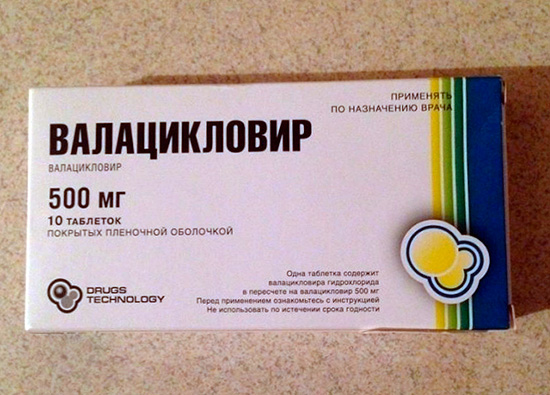 ПРИМЕНЯТЬ
ПО НАЗНАЧЕНИЮ ВРАЧА
ВАЛАЦИКЛОВИР
ВАЛАЦИКЛОВИР
500 мг
10 ТАБЛЕТОК
ПОКРЫТЫХ ПЛЕНОЧНОЙ ОБОЛОЧКОЙ
DRUGS
TECHNOLOGY
Одна таблетка содержит
валацикловира гидрохлорида
в пересчете на валацикловир 500 мг
Перед применением ознакомьтесь с инструкцией
Не использовать по истечении срока годности